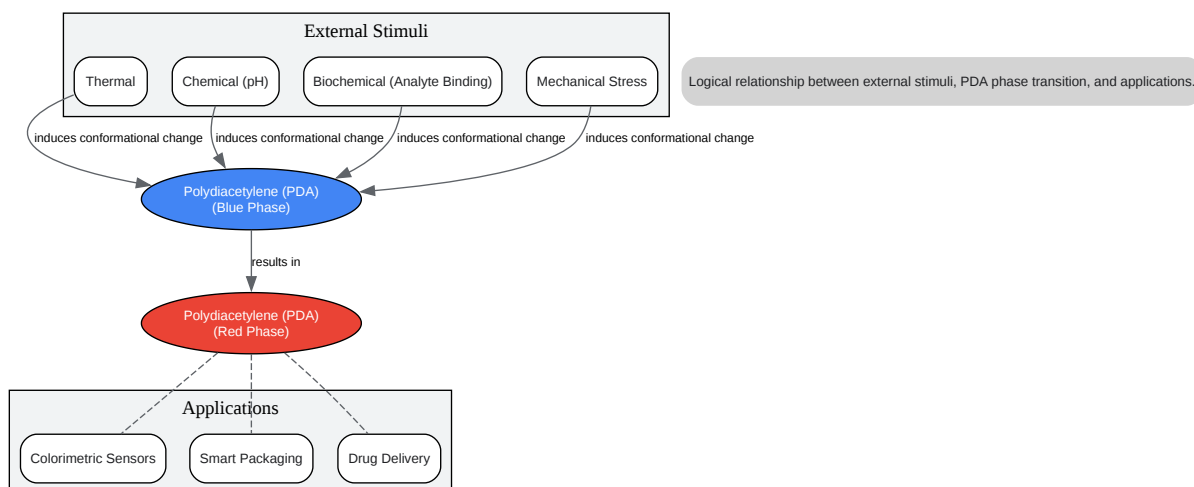 External Stimuli
Thermal
Chemical (pH)
Biochemical (Analyte Binding)
Mechanical Stress
Logical relationship between external stimuli, PDA phase transition, and applications.
induces conformational change
induces conformational change
induces conformational change
induces conformational change
Polydiacetylene (PDA)
(Blue Phase)
results in
Polydiacetylene (PDA)
(Red Phase)
Applications
Colorimetric Sensors
Smart Packaging
Drug Delivery